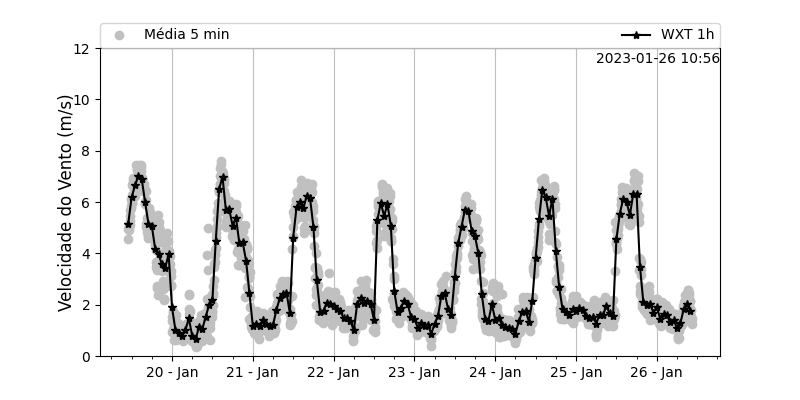 Média 5 min
WXT 1h
2023-01-26 10:56
Velocidade do Vento (m/s)
12
10
8
6
4
2
0
20 - Jan
21 - Jan
22 - Jan
23 - Jan
24 - Jan
25 - Jan
26 - Jan